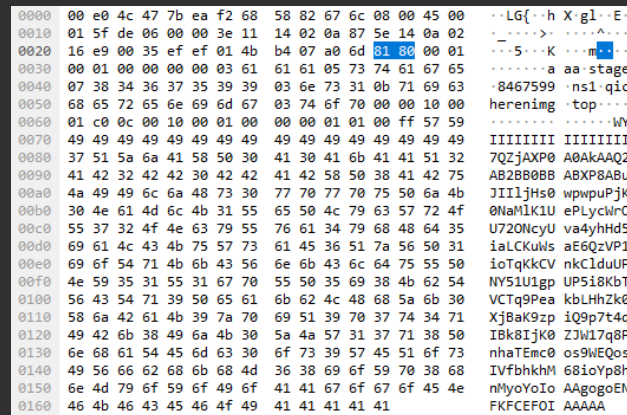 0000 00 e0 4c 47 7b ea f2 68 58 82 67 6c 08 00 45 00 ··LG{··h X·gl··E·
0010 01 5f de 06 00 00 3e 11 14 02 0a 87 5e 14 0a 02 ·_····>· ····^···
0020 16 e9 00 35 ef ef 01 4b b4 07 a0 6d 81 80 00 01 ···5···K ···m··
0030 00 01 00 00 00 00 03 61 61 61 05 73 74 61 67 65 ·······a aa·stage
0040 07 38 34 36 37 35 39 39 03 6e 73 31 0b 71 69 63 ·8467599 ·ns1·qic
0050 68 65 72 65 6e 69 6d 67 03 74 6f 70 00 00 10 00 herenimg ·top····
0060 01 c0 0c 00 10 00 01 00 00 00 01 01 00 ff 57 59 ········ ······WY
0070 49 49 49 49 49 49 49 49 49 49 49 49 49 49 49 49 IIIIIIII IIIIIIII
0080 37 51 5a 6a 41 58 50 30 41 30 41 6b 41 41 51 32 7QZjAXP0 A0AkAAQ2
0090 41 42 32 42 42 30 42 42 41 42 58 50 38 41 42 75 AB2BB0BB ABXP8ABu
00a0 4a 49 49 6c 6a 48 73 30 77 70 77 70 75 50 6a 4b JIIljHs0 wpwpuPjK
00b0 30 4e 61 4d 6c 4b 31 55 65 50 4c 79 63 57 72 4f 0NaMlK1U ePLycWrO
00c0 55 37 32 4f 4e 63 79 55 76 61 34 79 68 48 64 35 U72ONcyU va4yhHd5
00d0 69 61 4c 43 4b 75 57 73 61 45 36 51 7a 56 50 31 iaLCKuWs aE6QzVP1
00e0 69 6f 54 71 4b 6b 43 56 6e 6b 43 6c 64 75 55 50 ioTqKkCV nkClduUP
00f0 4e 59 35 31 55 31 67 70 55 50 35 69 38 4b 62 54 NY51U1gp UP5i8KbT
0100 56 43 54 71 39 50 65 61 6b 62 4c 48 68 5a 6b 30 VCTq9Pea kbLHhZk0
0110 58 6a 42 61 4b 39 7a 70 69 51 39 70 37 74 34 71 XjBaK9zp iQ9p7t4q
0120 49 42 6b 38 49 6a 4b 30 5a 4a 57 31 37 71 38 50 IBk8IjK0 ZJW17q8P
0130 6e 68 61 54 45 6d 63 30 6f 73 39 57 45 51 6f 73 nhaTEmc0 os9WEQos
0140 49 56 66 62 68 6b 68 4d 36 38 69 6f 59 70 38 68 IVfbhkhM 68ioYp8h
0150 6e 4d 79 6f 59 6f 49 6f 41 41 67 6f 67 6f 45 4e nMyoYoIo AAgogoEN
0160 46 4b 46 43 45 46 4f 49 41 41 41 41 41 FKFCEFOI AAAAA